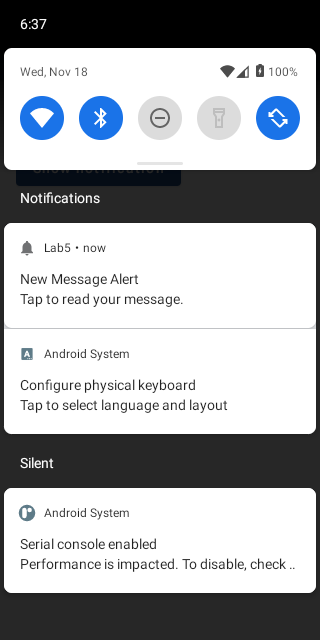 6:37
Wed, Nov 18
100%
Notifications
Lab5 • now
New Message Alert
Tap to read your message.
Android System
Configure physical keyboard
Tap to select language and layout
Silent
Android System
Serial console enabled
Performance is impacted. To disable, check ..